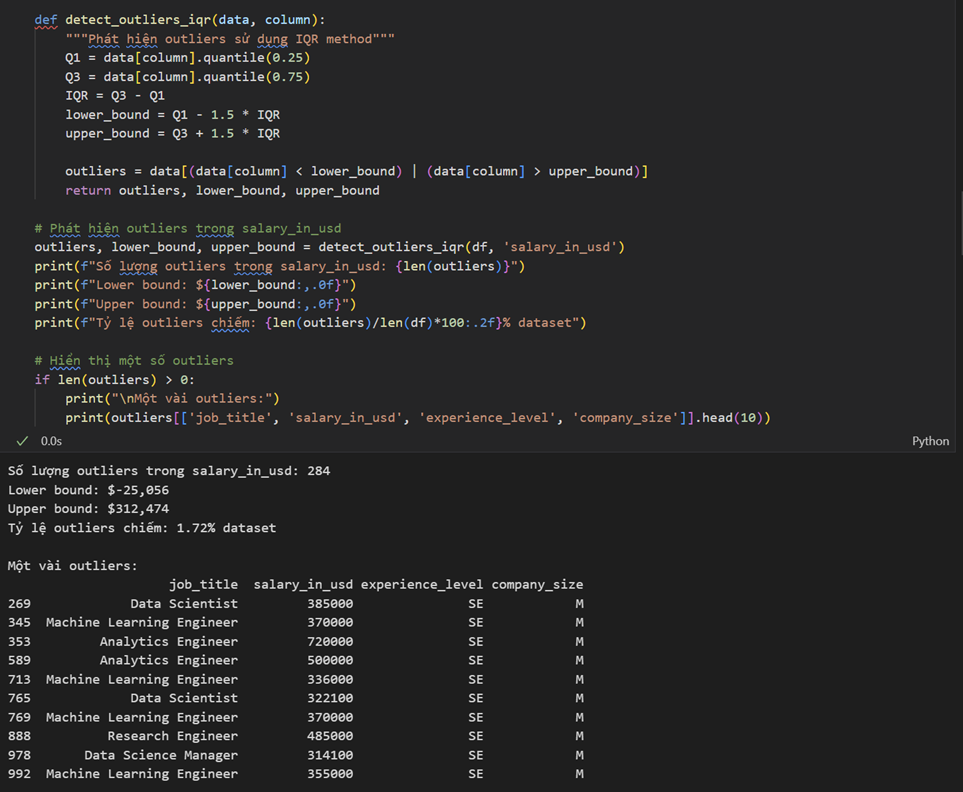 def detect_outliers_iqr(data, column):
    """Phát hiện outliers sử dụng IQR method"""
    Q1 = data[column].quantile(0.25)
    Q3 = data[column].quantile(0.75)
    IQR = Q3 - Q1
    lower_bound = Q1 - 1.5 * IQR
    upper_bound = Q3 + 1.5 * IQR

    outliers = data[(data[column] < lower_bound) | (data[column] > upper_bound)]
    return outliers, lower_bound, upper_bound

# Phát hiện outliers trong salary_in_usd
outliers, lower_bound, upper_bound = detect_outliers_iqr(df, 'salary_in_usd')
print(f"Số lượng outliers trong salary_in_usd: {len(outliers)}")
print(f"Lower bound: ${lower_bound:,.0f}")
print(f"Upper bound: ${upper_bound:,.0f}")
print(f"Tỷ lệ outliers chiếm: {len(outliers)/len(df)*100:.2f}% dataset")

# Hiển thị một số outliers
if len(outliers) > 0:
    print("\nMột vài outliers:")
    print(outliers[['job_title', 'salary_in_usd', 'experience_level', 'company_size']].head(10))
✓ 0.0s Python
Số lượng outliers trong salary_in_usd: 284
Lower bound: $-25,056
Upper bound: $312,474
Tỷ lệ outliers chiếm: 1.72% dataset

Một vài outliers:
job_title salary_in_usd experience_level company_size
269 Data Scientist 385000 SE M
345 Machine Learning Engineer 370000 SE M
353 Analytics Engineer 720000 SE M
589 Analytics Engineer 500000 SE M
713 Machine Learning Engineer 336000 SE M
765 Data Scientist 322100 SE M
769 Machine Learning Engineer 370000 SE M
888 Research Engineer 485000 SE M
978 Data Science Manager 314100 SE M
992 Machine Learning Engineer 355000 SE M